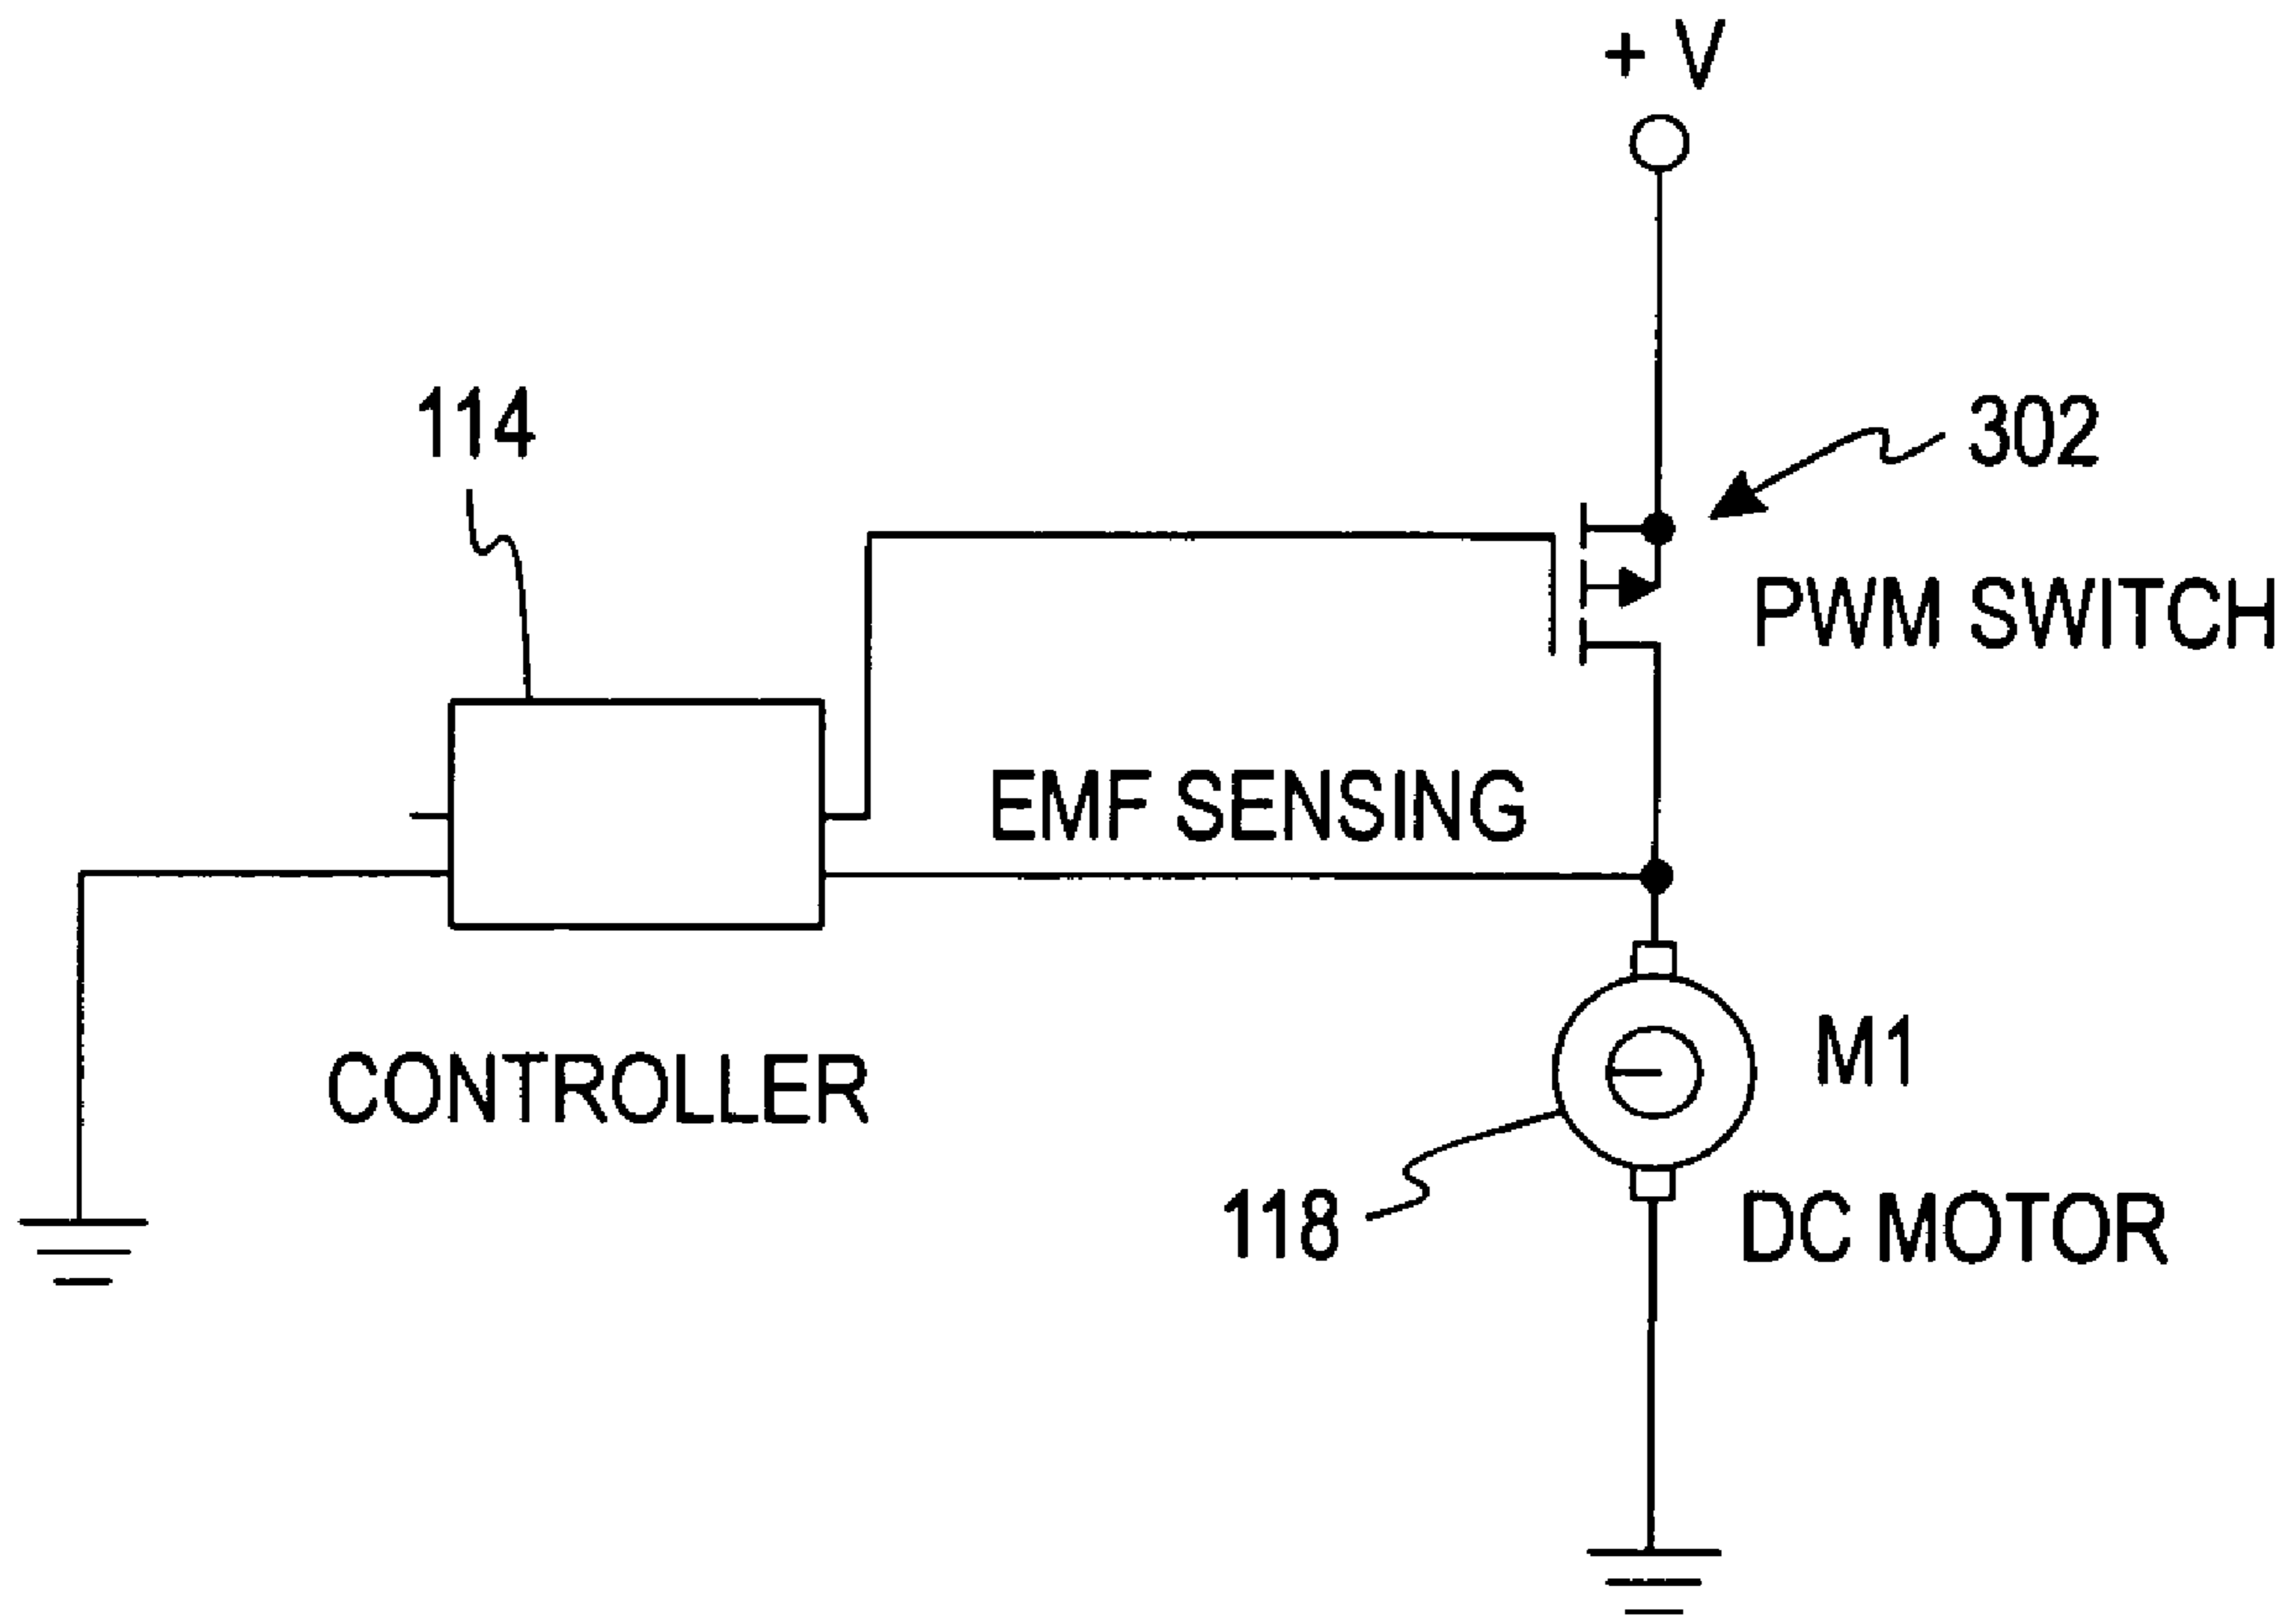 + V
114
302
PWM SWITCH
EMF SENSING
CONTROLLER
M1
118
DC MOTOR